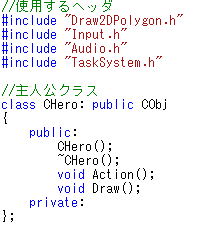 //使用するヘッダ
#include "Draw2DPolygon.h"
#include "Input.h"
#include "Audio.h"
#include "TaskSystem.h"

//主人公クラス
class CHero: public CObj
{
    public:
        CHero();
        ~CHero();
        void Action();
        void Draw();
    private:
};